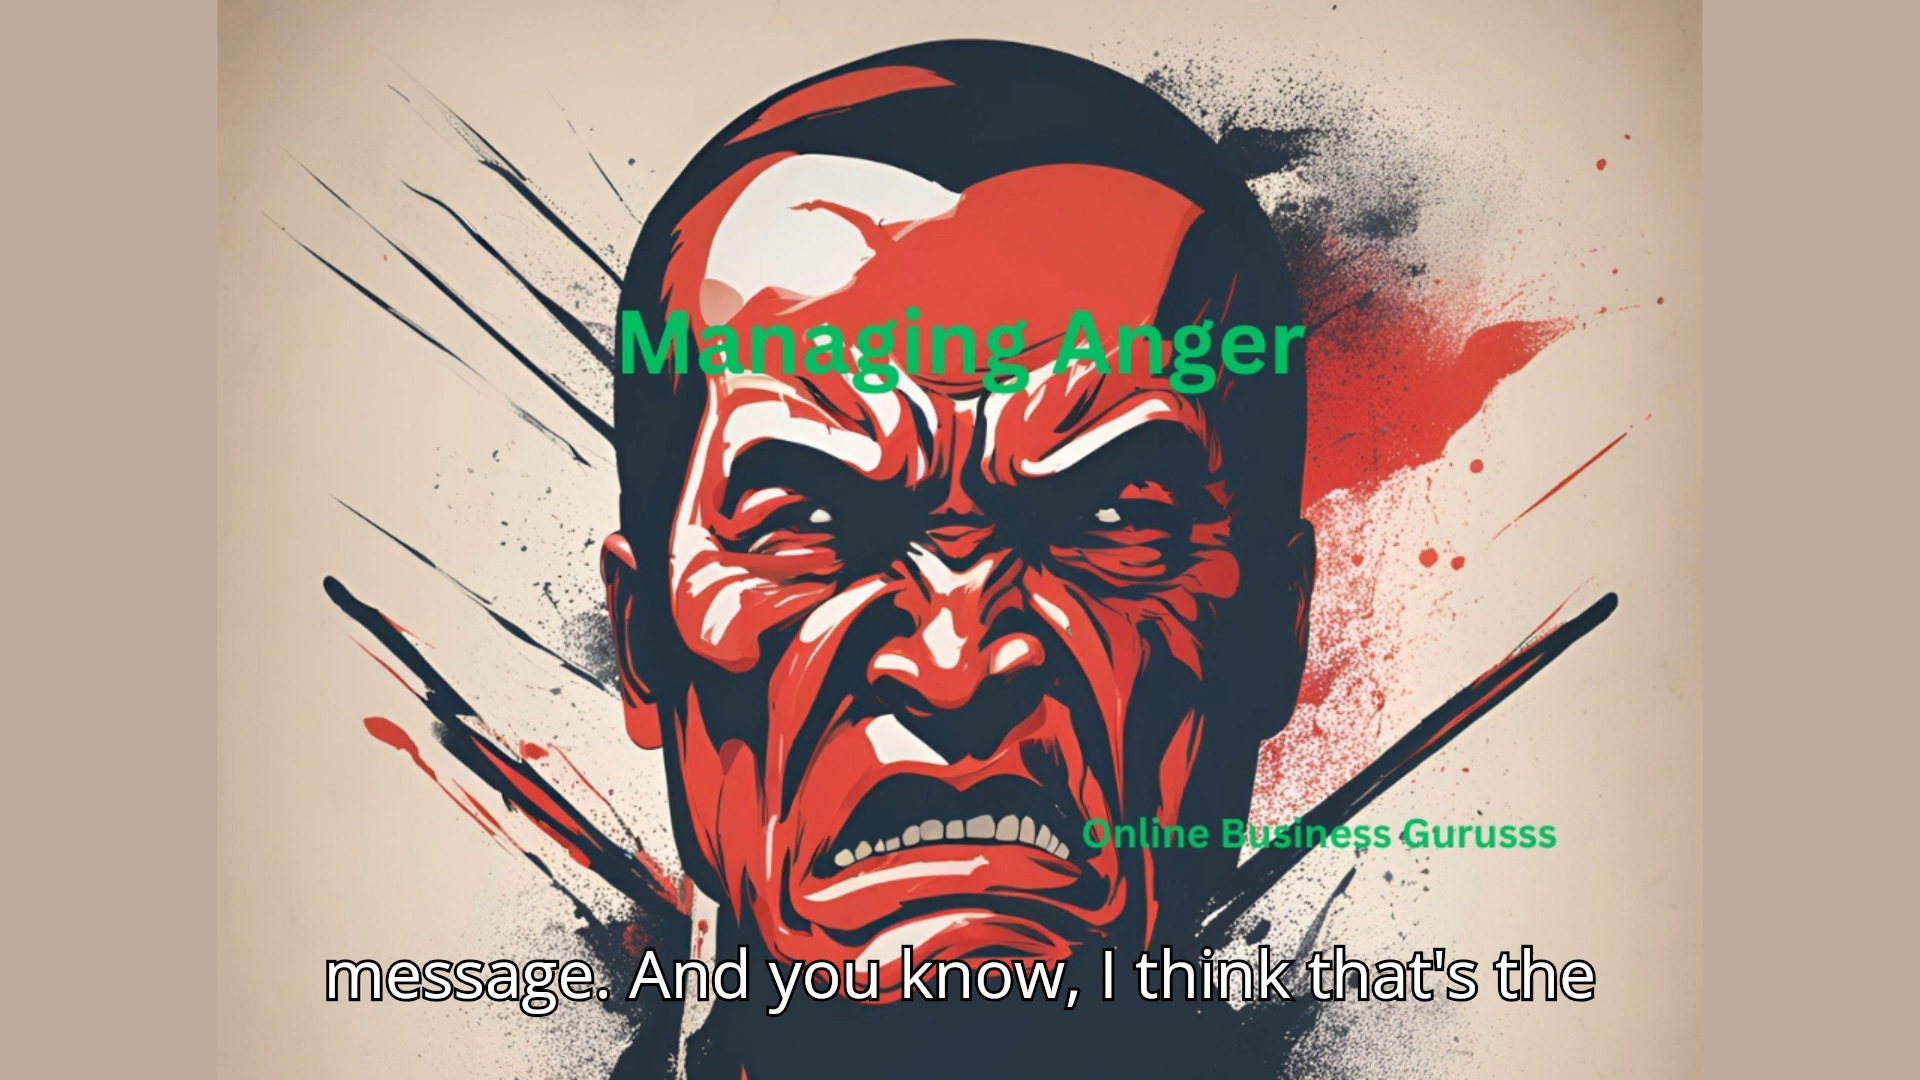 Managing Anger
Online Business Gurusss
message. And you know, I think that's the